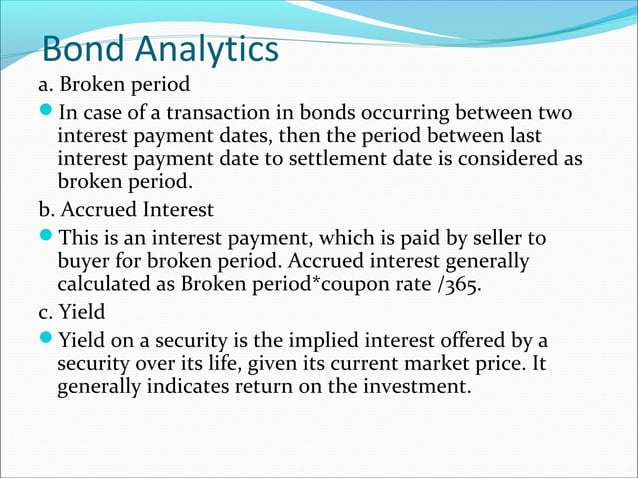 Bond Analytics
a. Broken period
In case of a transaction in bonds occurring between two
interest payment dates, then the period between last
interest payment date to settlement date is considered as
broken period.
b. Accrued Interest
This is an interest payment, which is paid by seller to
buyer for broken period. Accrued interest generally
calculated as Broken period*coupon rate /365.
c. Yield
Yield on a security is the implied interest offered by a
security over its life, given its current market price. It
generally indicates return on the investment.